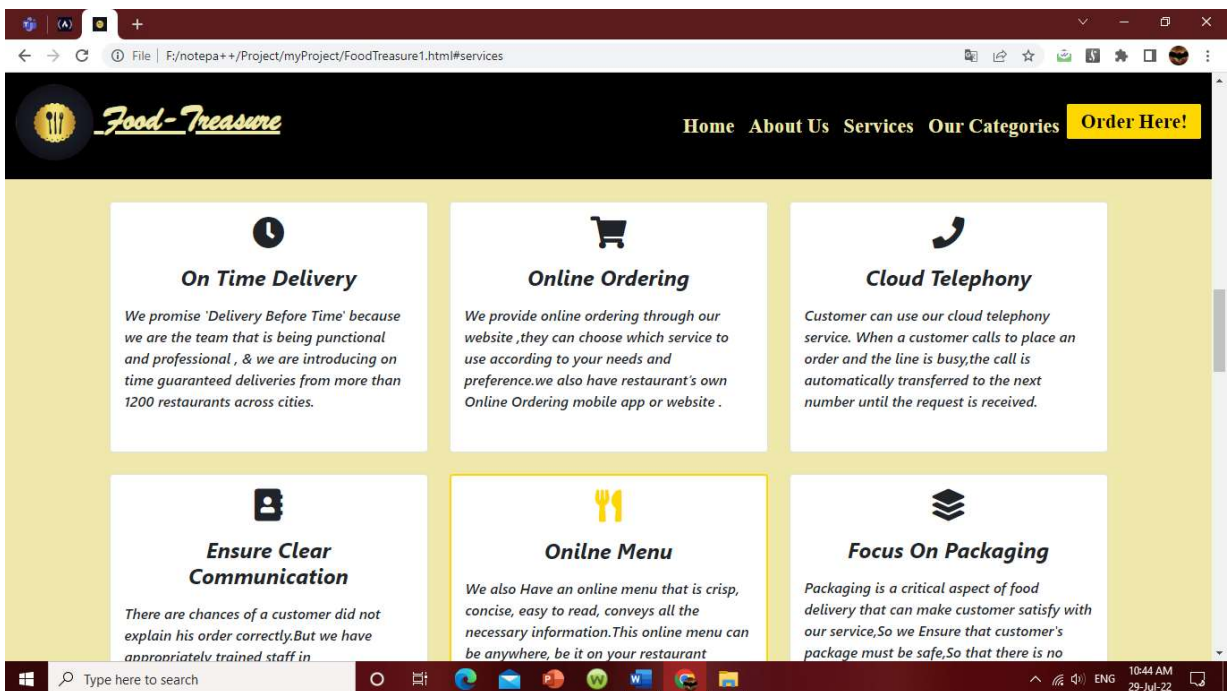 File | F:/notepa++/Project/myProject/FoodTreasure1.html#services
Food-Treasure
Home About Us Services Our Categories Order Here!
On Time Delivery
We promise 'Delivery Before Time' because
we are the team that is being punctional
and professional , & we are introducing on
time guaranteed deliveries from more than
1200 restaurants across cities.
Online Ordering
We provide online ordering through our
website ,they can choose which service to
use according to your needs and
preference.we also have restaurant's own
Online Ordering mobile app or website .
Cloud Telephony
Customer can use our cloud telephony
service. When a customer calls to place an
order and the line is busy,the call is
automatically transferred to the next
number until the request is received.
Ensure Clear
Communication
There are chances of a customer did not
explain his order correctly.But we have
appropriately trained staff in
Onilne Menu
We also Have an online menu that is crisp,
concise, easy to read, conveys all the
necessary information.This online menu can
be anywhere, be it on your restaurant
Focus On Packaging
Packaging is a critical aspect of food
delivery that can make customer satisfy with
our service,So we Ensure that customer's
package must be safe,So that there is no
Type here to search
ENG
10:44 AM
29-Jul-22